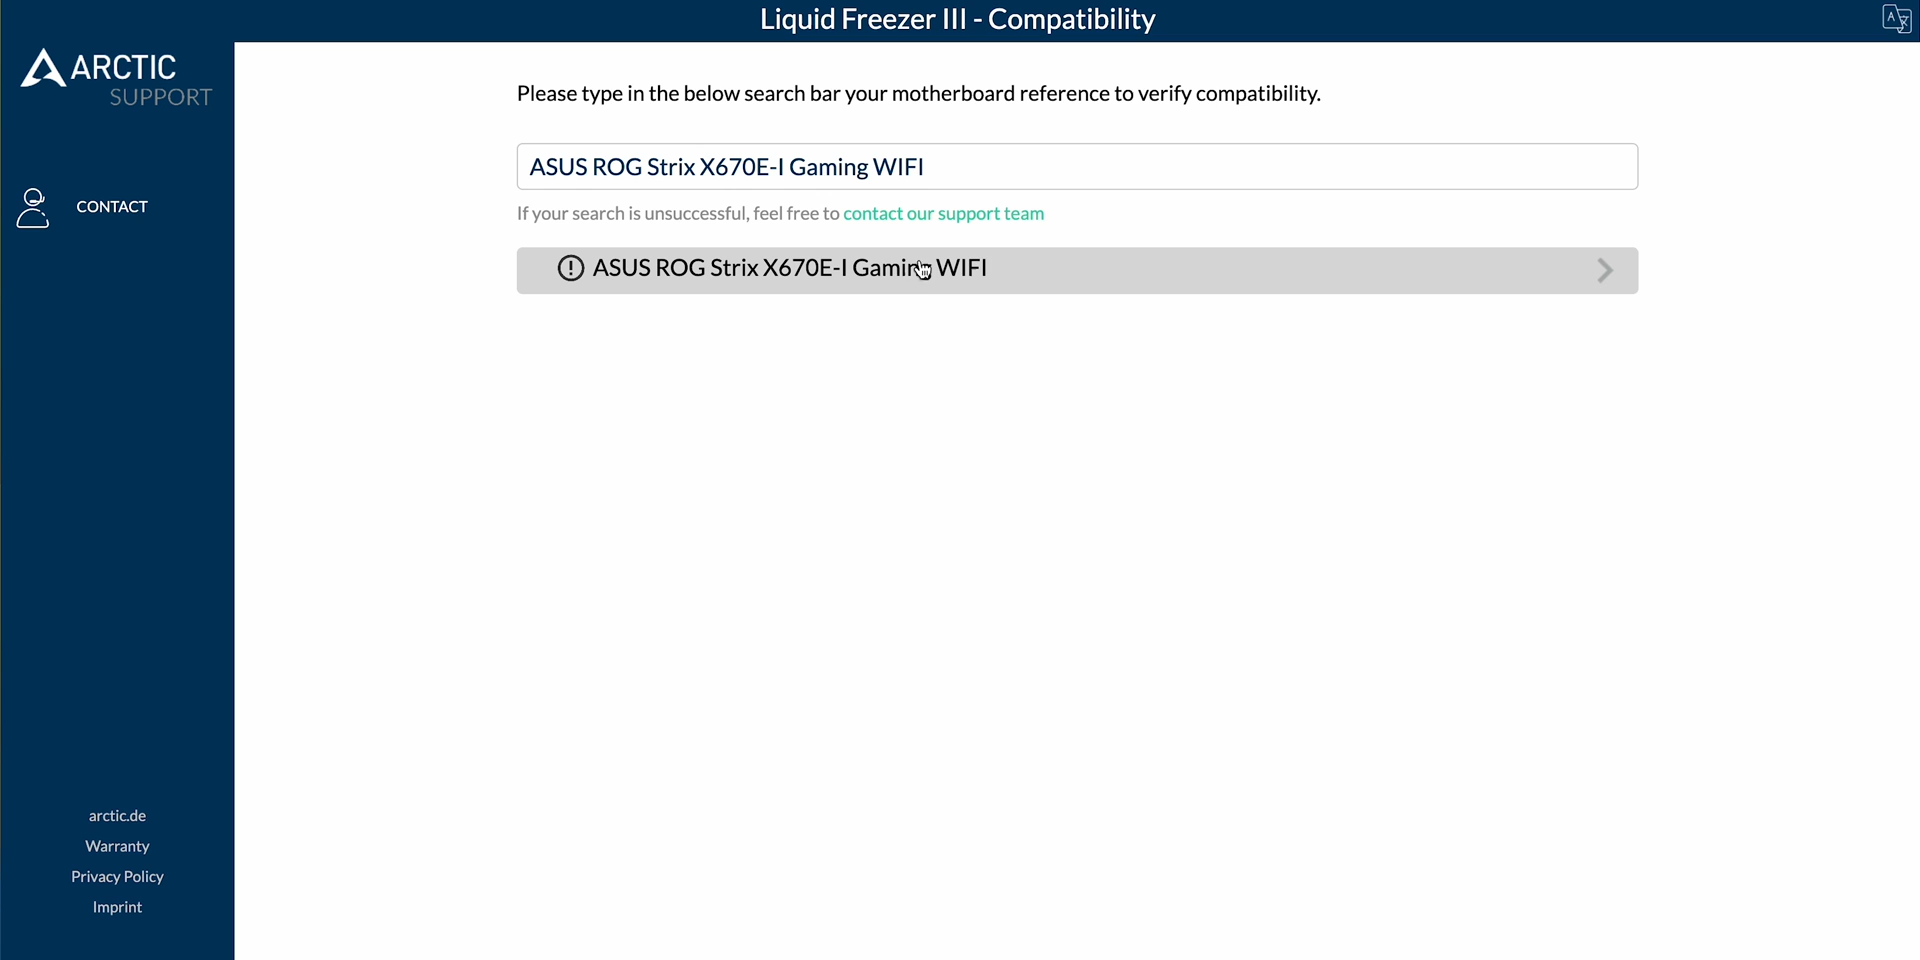 Liquid Freezer III - Compatibility
ARCTIC
SUPPORT
CONTACT
Please type in the below search bar your motherboard reference to verify compatibility.
ASUS ROG Strix X670E-I Gaming WIFI
If your search is unsuccessful, feel free to contact our support team
ASUS ROG Strix X670E-I Gaming WIFI
arctic.de
Warranty
Privacy Policy
Imprint